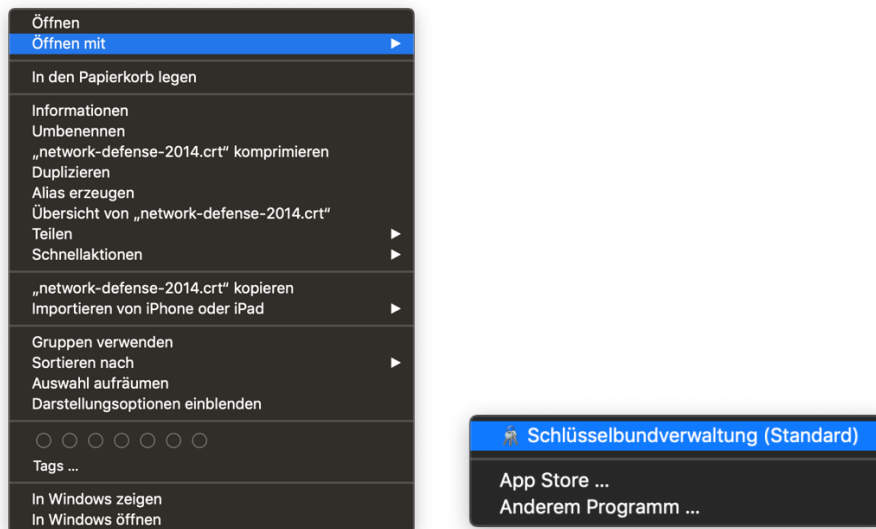 Öffnen
Öffnen mit
In den Papierkorb legen
Informationen
Umbenennen
„network-defense-2014.crt“ komprimieren
Duplizieren
Alias erzeugen
Übersicht von „network-defense-2014.crt“
Teilen
Schnellaktionen
„network-defense-2014.crt“ kopieren
Importieren von iPhone oder iPad
Gruppen verwenden
Sortieren nach
Auswahl aufräumen
Darstellungsoptionen einblenden
Tags ...
In Windows zeigen
In Windows öffnen
Schlüsselbundverwaltung (Standard)
App Store ...
Anderem Programm ...